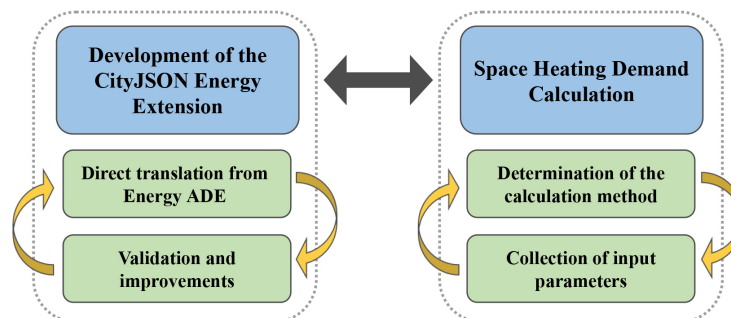 Development of the
CityJSON Energy
Extension
Direct translation from
Energy ADE
Validation and
improvements
Space Heating Demand
Calculation
Determination of the
calculation method
Collection of input
parameters